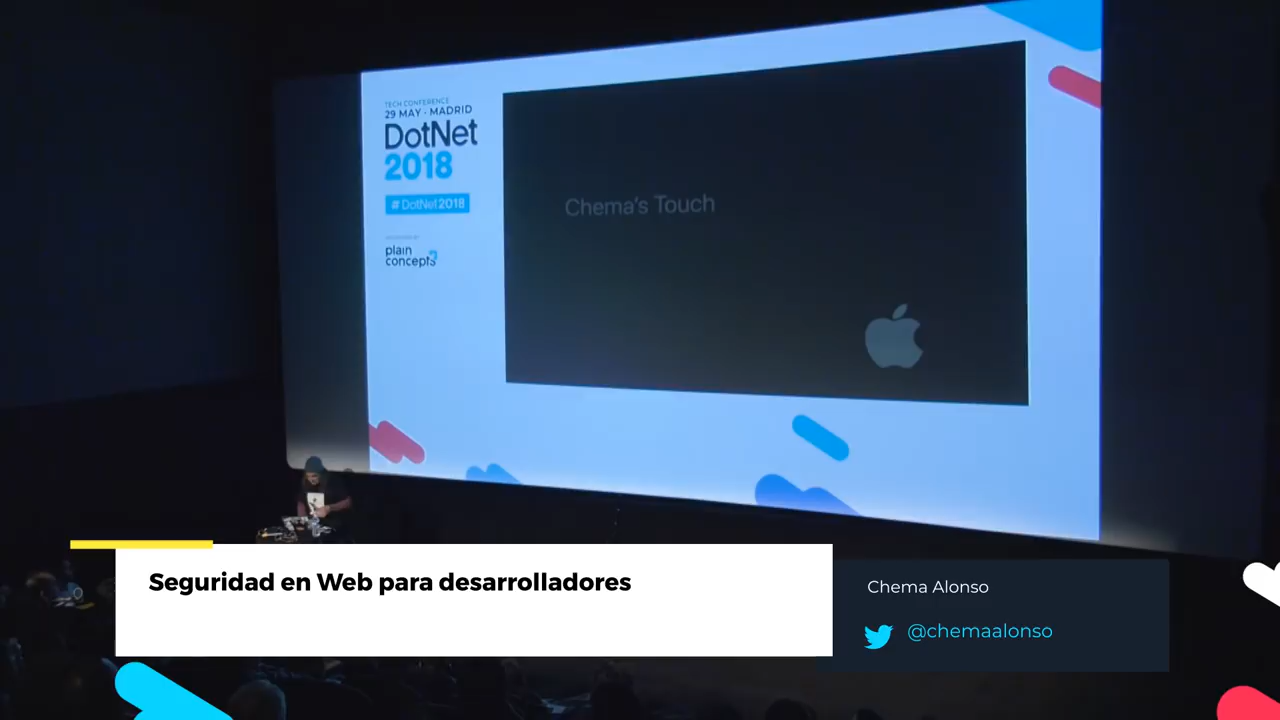 TECH CONFERENCE
29 MAY - MADRID
DotNet
2018
#DotNet2018
plain
concepts
Chema's Touch
Seguridad en Web para desarrolladores
Chema Alonso
@chemaalonso